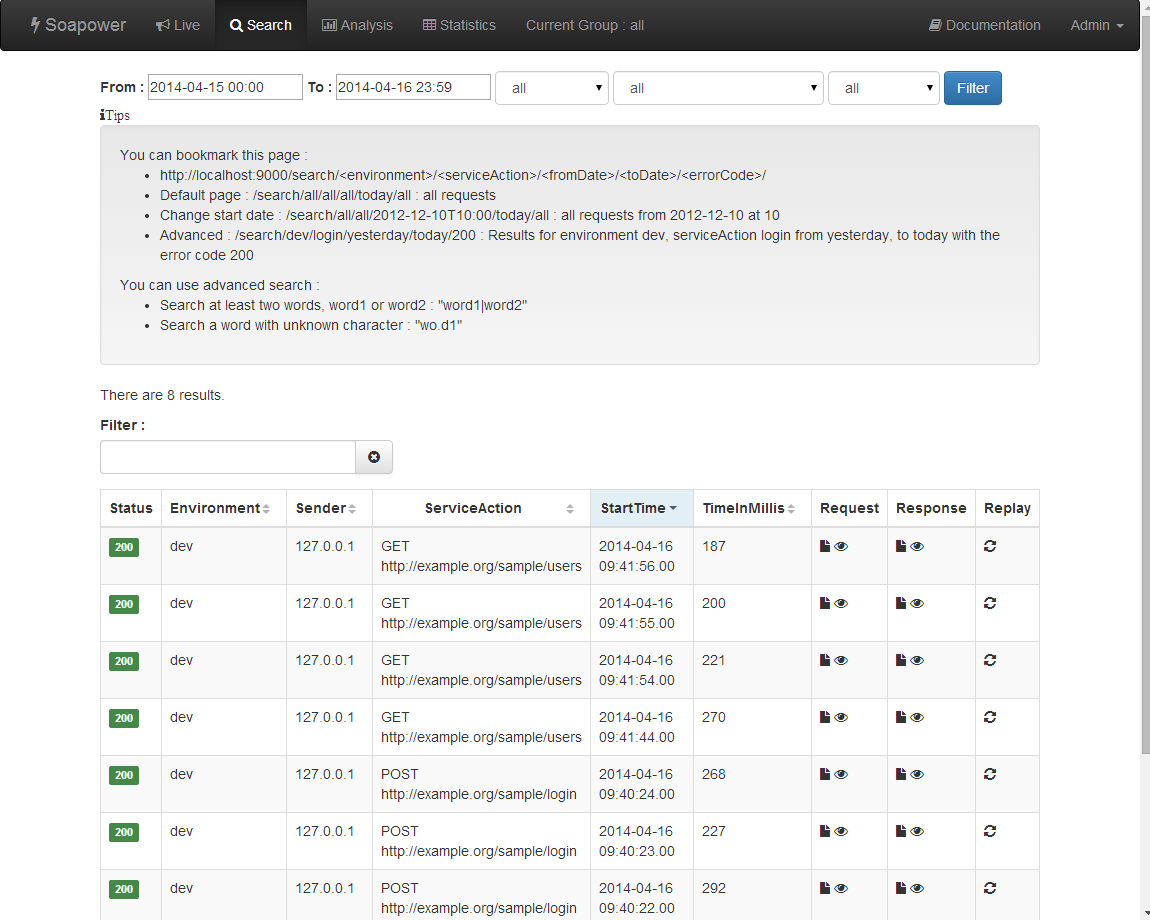 Soapower Live Search Analysis Statistics Current Group : all Documentation Admin
From : 2014-04-15 00:00 To : 2014-04-16 23:59 all all all Filter
Tips
You can bookmark this page :
http://localhost:9000/search/<environment>/<serviceAction>/<fromDate>/<toDate>/<errorCode>/
Default page : /search/all/all/all/today/all : all requests
Change start date : /search/all/all/2012-12-10T10:00/today/all : all requests from 2012-12-10 at 10
Advanced : /search/dev/login/yesterday/today/200 : Results for environment dev, serviceAction login from yesterday, to today with the
error code 200
You can use advanced search :
Search at least two words, word1 or word2 : "word1|word2"
Search a word with unknown character : "wo.d1"
There are 8 results.
Filter :
Status Environment Sender ServiceAction StartTime TimeInMillis Request Response Replay
200 dev 127.0.0.1 GET 2014-04-16 187
http://example.org/sample/users 09:41:56.00
200 dev 127.0.0.1 GET 2014-04-16 200
http://example.org/sample/users 09:41:55.00
200 dev 127.0.0.1 GET 2014-04-16 221
http://example.org/sample/users 09:41:54.00
200 dev 127.0.0.1 GET 2014-04-16 270
http://example.org/sample/users 09:41:44.00
200 dev 127.0.0.1 POST 2014-04-16 268
http://example.org/sample/login 09:40:24.00
200 dev 127.0.0.1 POST 2014-04-16 227
http://example.org/sample/login 09:40:23.00
200 dev 127.0.0.1 POST 2014-04-16 292
http://example.org/sample/login 09:40:22.00